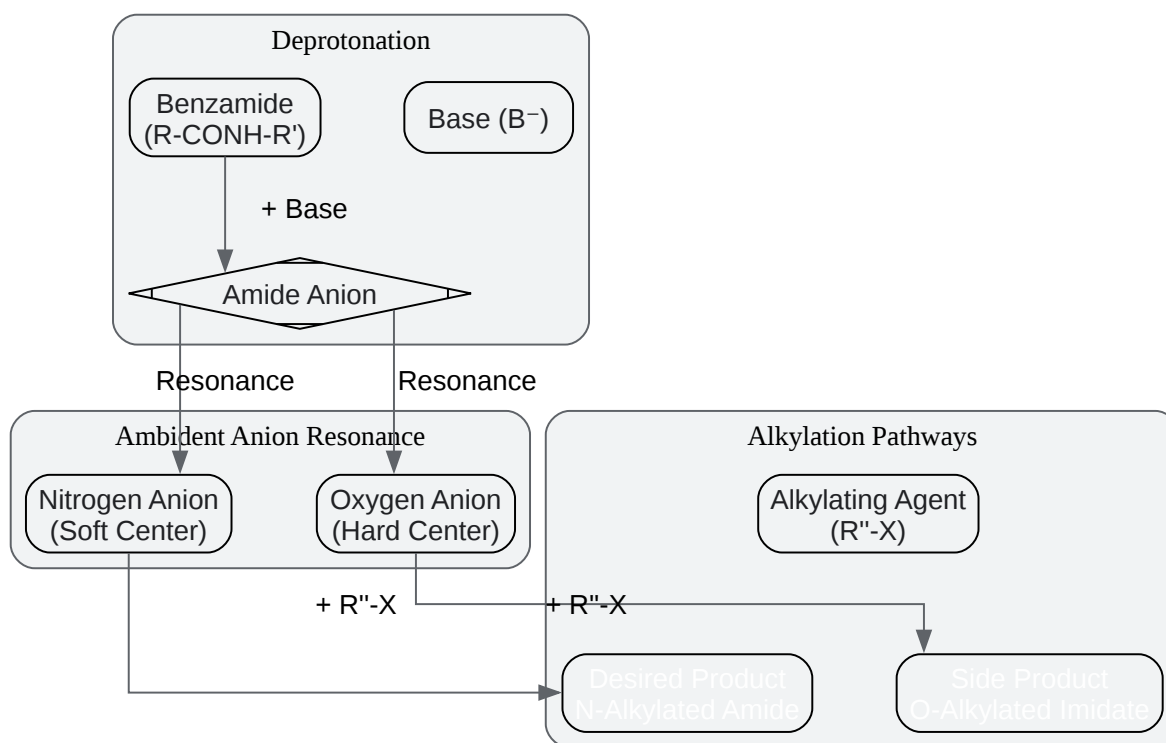 Deprotonation
Benzamide
(R-CONH-R')
Base (B⁻)
+ Base
Amide Anion
Resonance
Resonance
Ambident Anion Resonance
Alkylation Pathways
Nitrogen Anion
(Soft Center)
Oxygen Anion
(Hard Center)
Alkylating Agent
(R"-X)
+ R"-X
+ R"-X
Desired Product
N-Alkylated Amide
Side Product
O-Alkylated Imidate